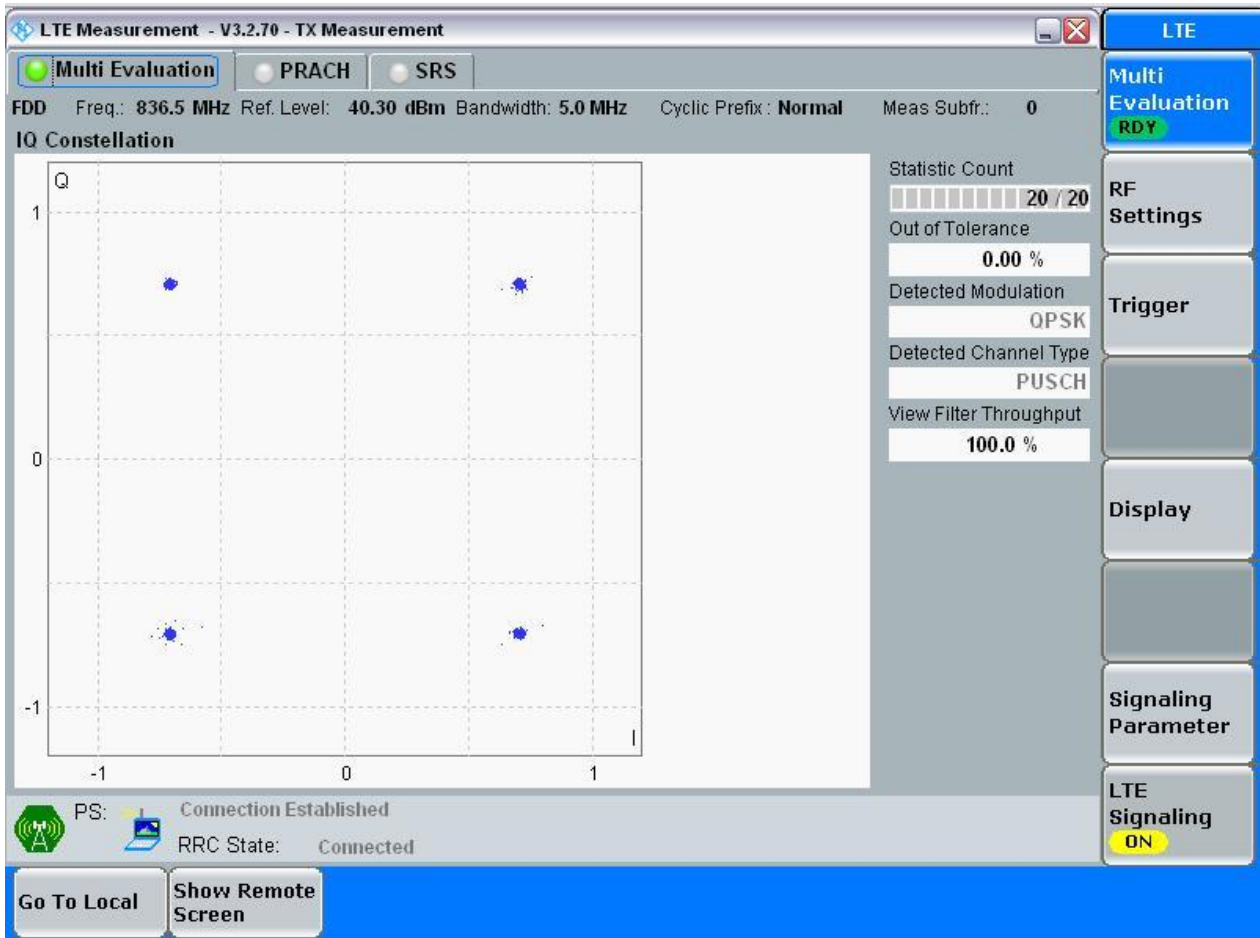 LTE Measurement - V3.2.70 - TX Measurement
LTE
Multi Evaluation
PRACH
SRS
Multi
Evaluation
RDY
FDD Freq.: 836.5 MHz Ref. Level: 40.30 dBm Bandwidth: 5.0 MHz Cyclic Prefix : Normal Meas Subfr.: 0
IQ Constellation
Q
1
0
-1
I
-1 0 1
Statistic Count
20 / 20
Out of Tolerance
0.00 %
Detected Modulation
QPSK
Detected Channel Type
PUSCH
View Filter Throughput
100.0 %
RF
Settings
Trigger
Display
Signaling
Parameter
LTE
Signaling
ON
PS: Connection Established
RRC State: Connected
Go To Local
Show Remote
Screen